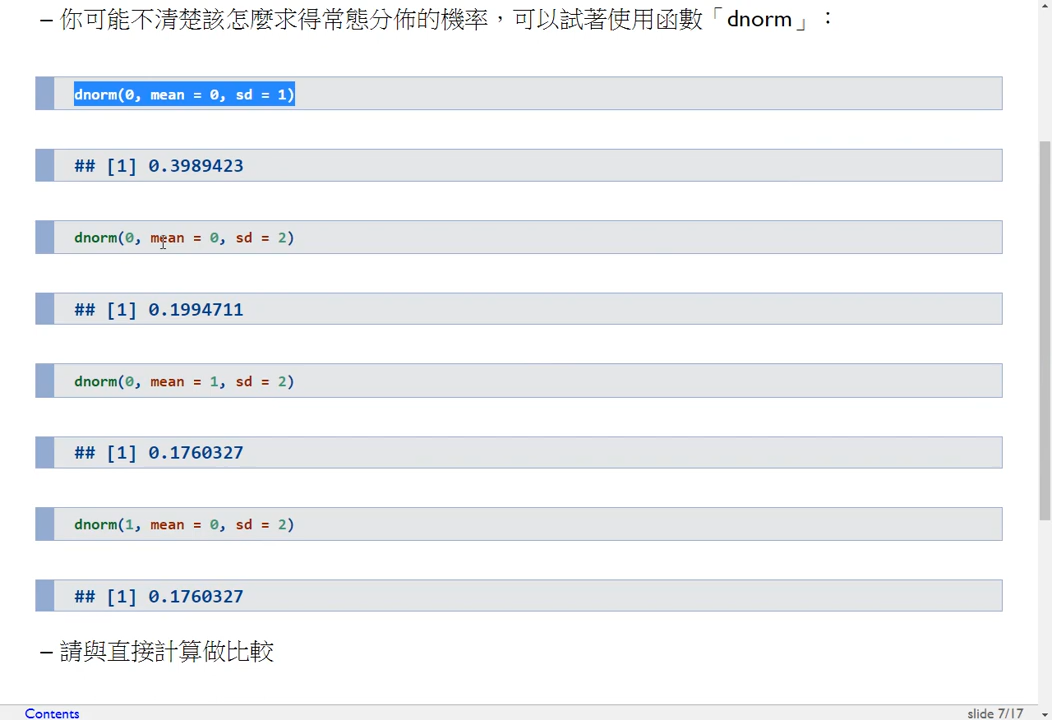 – 你可能不清楚該怎麼求得常態分佈的機率，可以試著使用函數「dnorm」：
dnorm(0, mean = 0, sd = 1)
## [1] 0.3989423
dnorm(0, mean = 0, sd = 2)
## [1] 0.1994711
dnorm(0, mean = 1, sd = 2)
## [1] 0.1760327
dnorm(1, mean = 0, sd = 2)
## [1] 0.1760327
– 請與直接計算做比較
Contents
slide 7/17